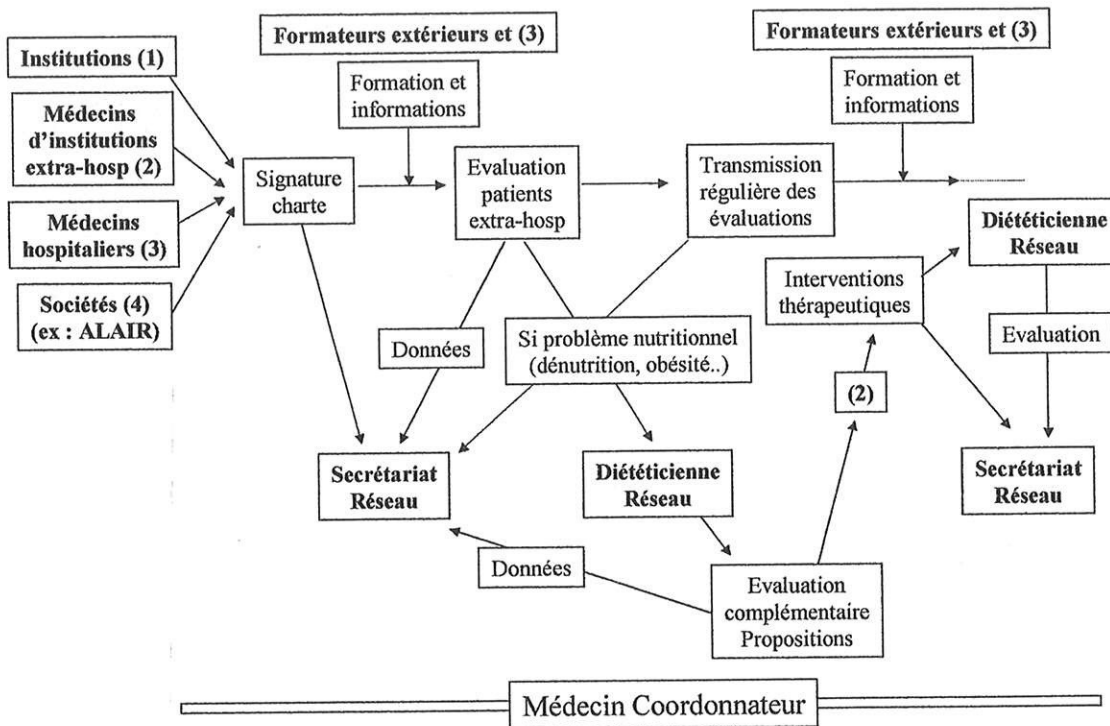 Formateurs extérieurs et (3)
Formateurs extérieurs et (3)
Institutions (1)
Formation et
informations
Formation et
informations
Médecins
d'institutions
extra-hosp (2)
Signature
charte
Evaluation
patients
extra-hosp
Transmission
régulière des
évaluations
Médecins
hospitaliers (3)
Diététicienne
Réseau
Interventions
thérapeutiques
Sociétés (4)
(ex : ALAIR)
Données
Si problème nutritionnel
(dénutrition, obésité..)
Evaluation
(2)
Secrétariat
Réseau
Diététicienne
Réseau
Secrétariat
Réseau
Données
Evaluation
complémentaire
Propositions
Médecin Coordonnateur